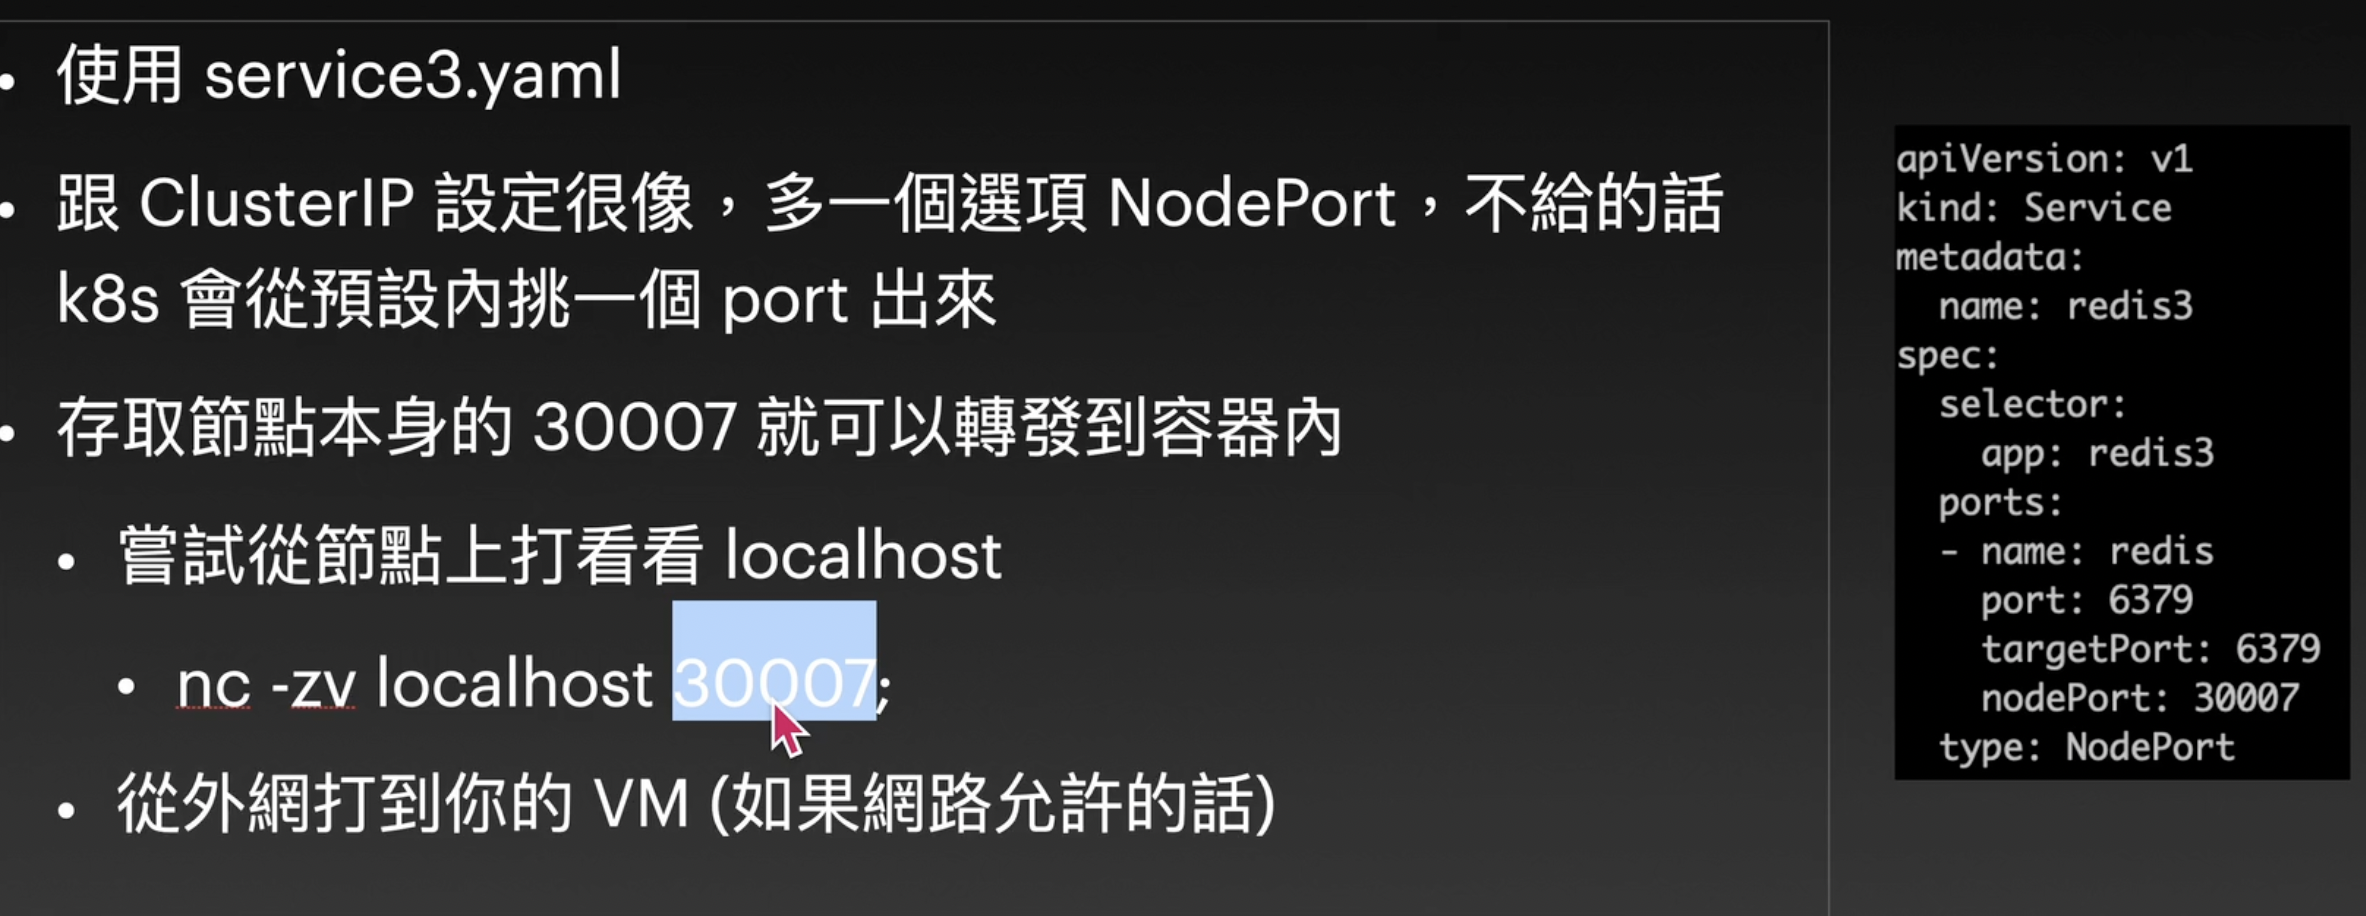 • 使用 service3.yaml
• 跟 ClusterIP 設定很像，多一個選項 NodePort，不給的話
k8s 會從預設內挑一個 port 出來
• 存取節點本身的 30007 就可以轉發到容器內
• 嘗試從節點上打看看 localhost
• nc -zv localhost 30007;
• 從外網打到你的 VM (如果網路允許的話)
apiVersion: v1
kind: Service
metadata:
  name: redis3
spec:
  selector:
    app: redis3
  ports:
  - name: redis
    port: 6379
    targetPort: 6379
    nodePort: 30007
  type: NodePort